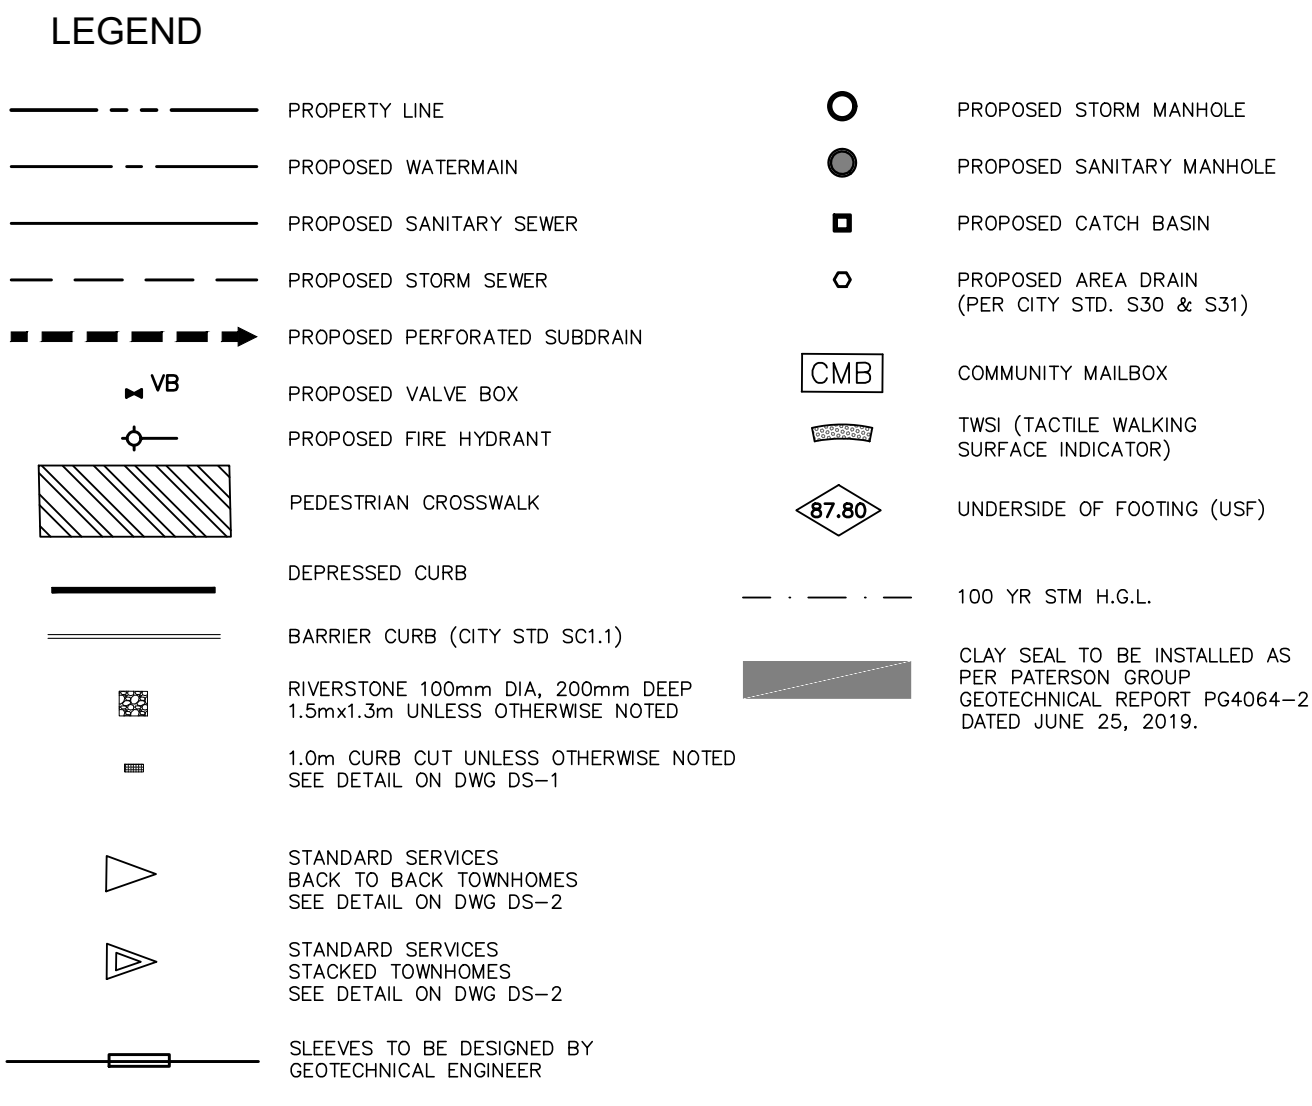 LEGEND
PROPERTY LINE
PROPOSED WATERMAIN
PROPOSED SANITARY SEWER
PROPOSED STORM SEWER
PROPOSED PERFORATED SUBDRAIN
VB
PROPOSED VALVE BOX
PROPOSED FIRE HYDRANT
PEDESTRIAN CROSSWALK
DEPRESSED CURB
BARRIER CURB (CITY STD SC1.1)
RIVERSTONE 100mm DIA, 200mm DEEP
1.5mx1.3m UNLESS OTHERWISE NOTED
1.0m CURB CUT UNLESS OTHERWISE NOTED
SEE DETAIL ON DWG DS-1
STANDARD SERVICES
BACK TO BACK TOWNHOMES
SEE DETAIL ON DWG DS-2
STANDARD SERVICES
STACKED TOWNHOMES
SEE DETAIL ON DWG DS-2
SLEEVES TO BE DESIGNED BY
GEOTECHNICAL ENGINEER
PROPOSED STORM MANHOLE
PROPOSED SANITARY MANHOLE
PROPOSED CATCH BASIN
PROPOSED AREA DRAIN
(PER CITY STD. S30 & S31)
CMB
COMMUNITY MAILBOX
TWSI (TACTILE WALKING
SURFACE INDICATOR)
87.80
UNDERSIDE OF FOOTING (USF)
100 YR STM H.G.L.
CLAY SEAL TO BE INSTALLED AS
PER PATERSON GROUP
GEOTECHNICAL REPORT PG4064-2
DATED JUNE 25, 2019.